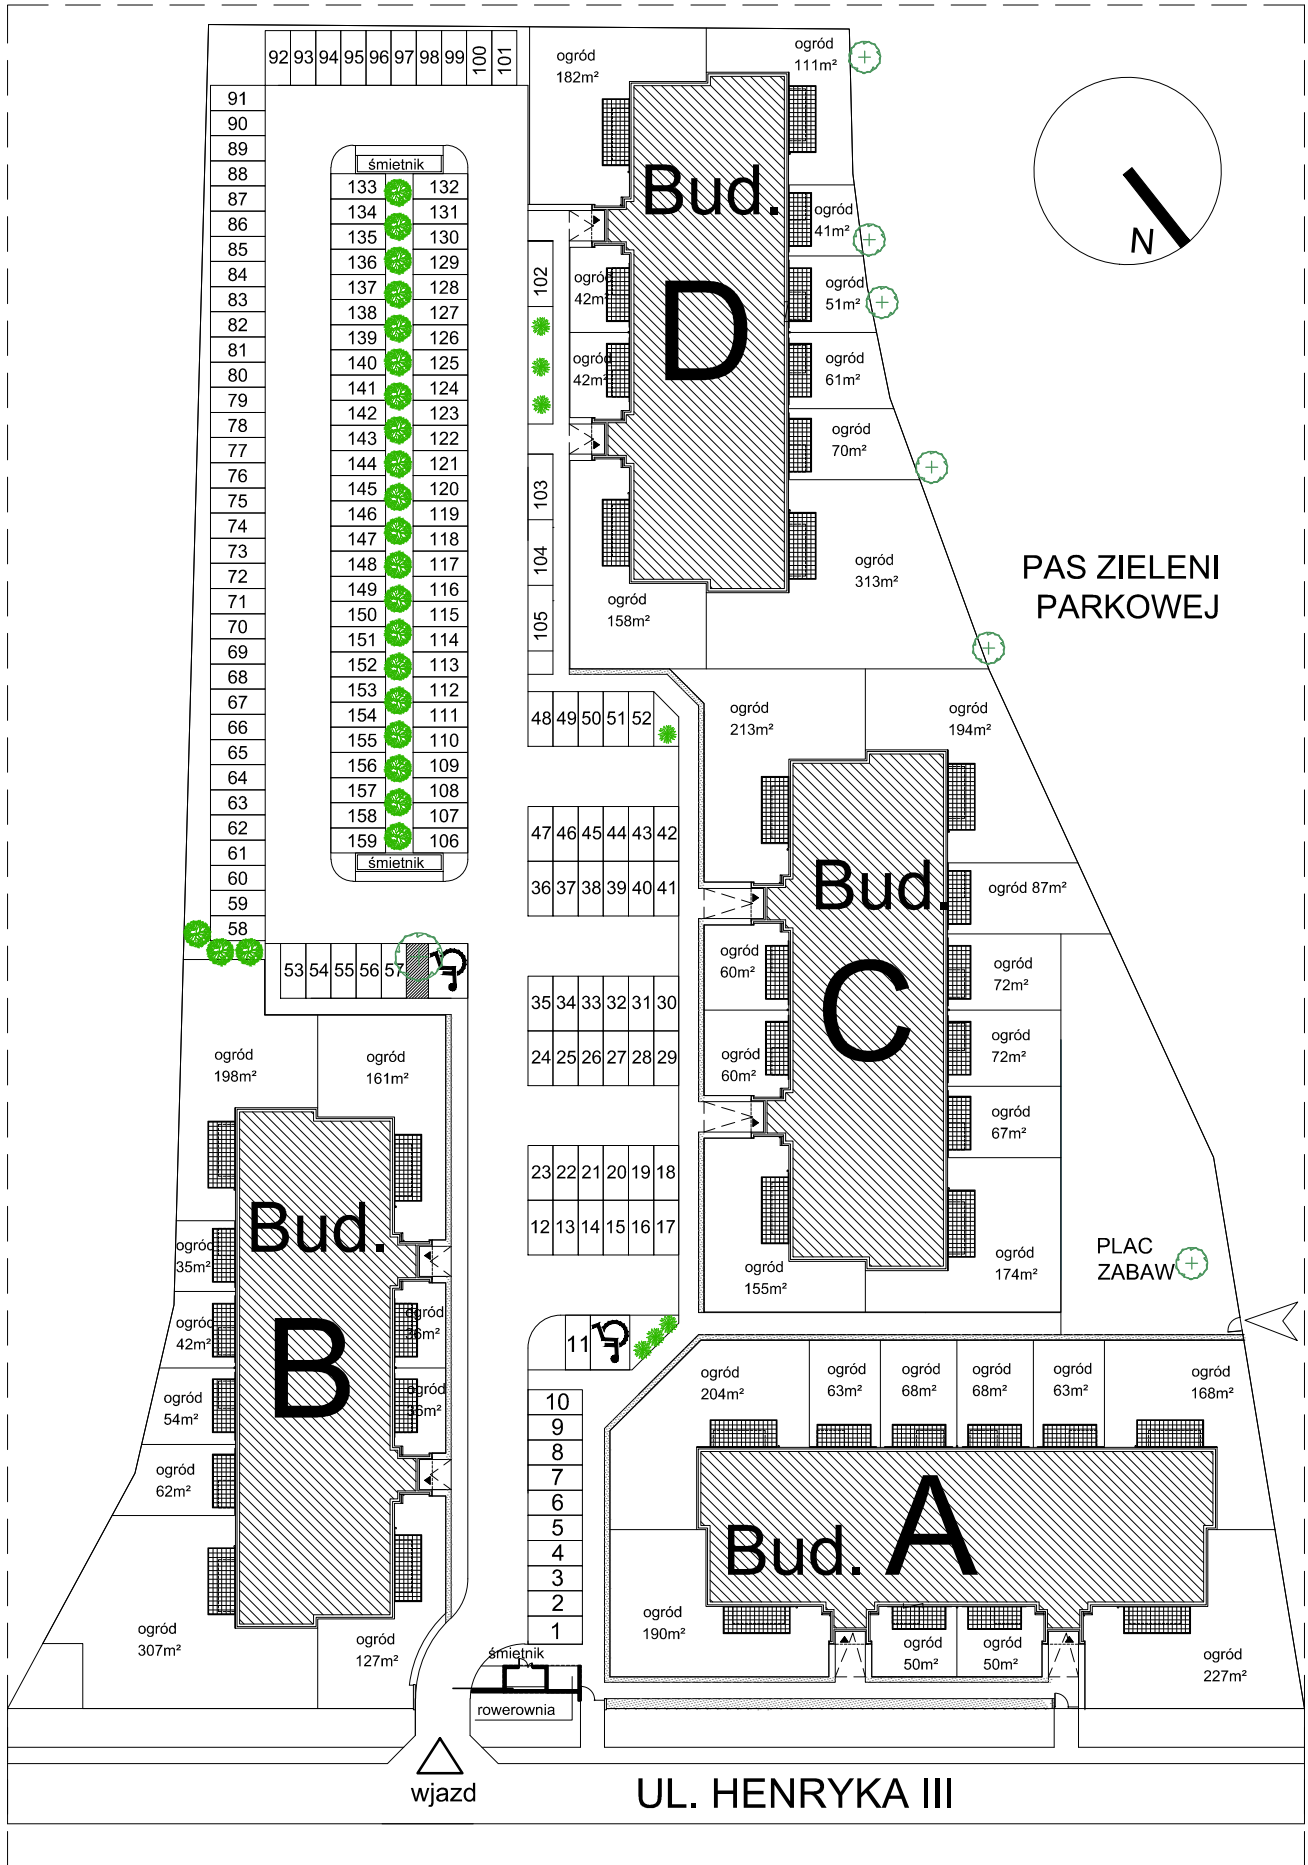 92 93 94 95 96 97 98 99 100 101
91
90
89
88
87
86
85
84
83
82
81
80
79
78
77
76
75
74
73
72
71
70
69
68
67
66
65
64
63
62
61
60
59
58
śmietnik
133 132
134 131
135 130
136 129
137 128
138 127
139 126
140 125
141 124
142 123
143 122
144 121
145 120
146 119
147 118
148 117
149 116
150 115
151 114
152 113
153 112
154 111
155 110
156 109
157 108
158 107
159 106
śmietnik
53 54 55 56 57
102
103
104
105
ogród
182m²
ogród
111m²
ogród
41m²
ogród
51m²
ogród
61m²
ogród
70m²
ogród
313m²
ogród
42m²
ogród
42m²
ogród
158m²
Bud.
D
N
PAS ZIELENI
PARKOWEJ
48 49 50 51 52
47 46 45 44 43 42
36 37 38 39 40 41
35 34 33 32 31 30
24 25 26 27 28 29
23 22 21 20 19 18
12 13 14 15 16 17
11
10
9
8
7
6
5
4
3
2
1
ogród
213m²
ogród
194m²
ogród 87m²
ogród
72m²
ogród
72m²
ogród
67m²
ogród
174m²
ogród
60m²
ogród
60m²
ogród
155m²
Bud.
C
PLAC
ZABAW
ogród
198m²
ogród
161m²
ogród
35m²
ogród
42m²
ogród
54m²
ogród
62m²
ogród
307m²
ogród
36m²
ogród
36m²
ogród
127m²
Bud.
B
ogród
204m²
ogród
63m²
ogród
68m²
ogród
68m²
ogród
63m²
ogród
168m²
Bud. A
ogród
190m²
ogród
50m²
ogród
50m²
ogród
227m²
śmietnik
rowerownia
wjazd
UL. HENRYKA III